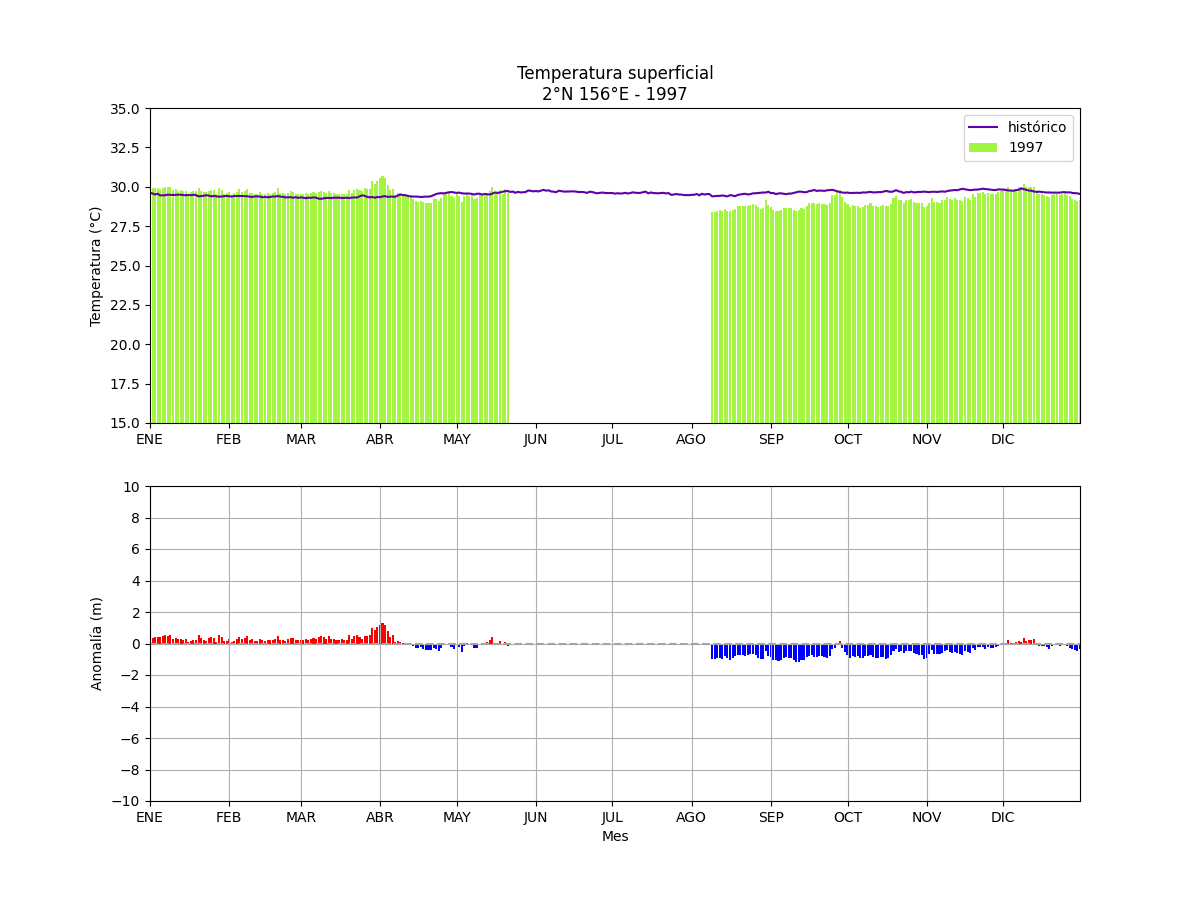 Temperatura superficial
2°N 156°E - 1997
35.0
32.5
30.0
27.5
25.0
22.5
20.0
17.5
15.0
Temperatura (°C)
histórico
1997
ENE FEB MAR ABR MAY JUN JUL AGO SEP OCT NOV DIC
10
8
6
4
2
0
−2
−4
−6
−8
−10
Anomalía (m)
ENE FEB MAR ABR MAY JUN JUL AGO SEP OCT NOV DIC
Mes